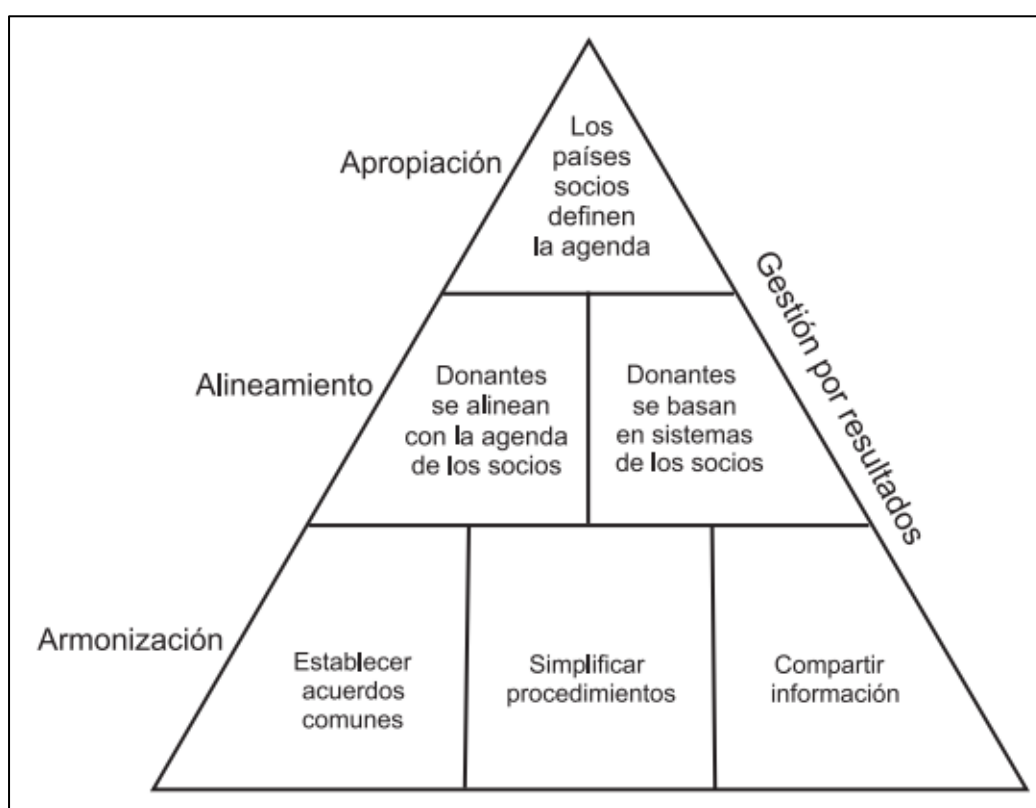 Apropiación
Los
países
socios
definen
la agenda
Gestión por resultados
Alineamiento
Donantes
se alinean
con la agenda
de los socios
Donantes
se basan
en sistemas
de los socios
Armonización
Establecer
acuerdos
comunes
Simplificar
procedimientos
Compartir
información